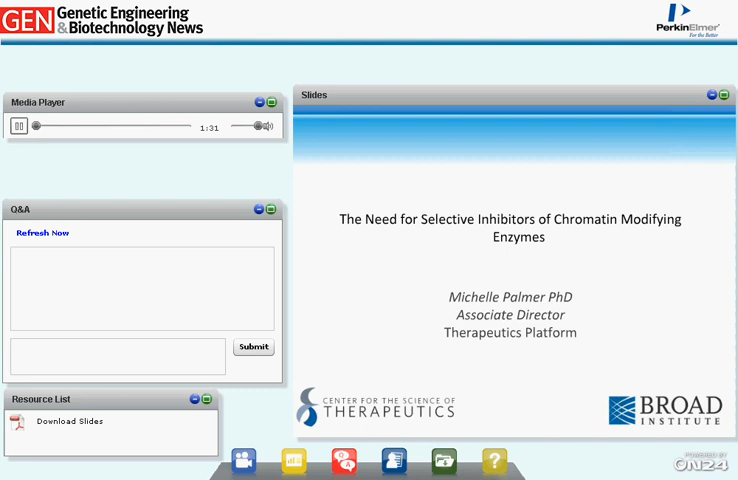 GEN Genetic Engineering
& Biotechnology News
PerkinElmer
For the Better
Media Player
1:31
Slides
The Need for Selective Inhibitors of Chromatin Modifying
Enzymes
Michelle Palmer PhD
Associate Director
Therapeutics Platform
CENTER FOR THE SCIENCE OF
THERAPEUTICS
BROAD
INSTITUTE
Q&A
Refresh Now
Submit
Resource List
Download Slides
Q
A
?
POWERED BY
ON24